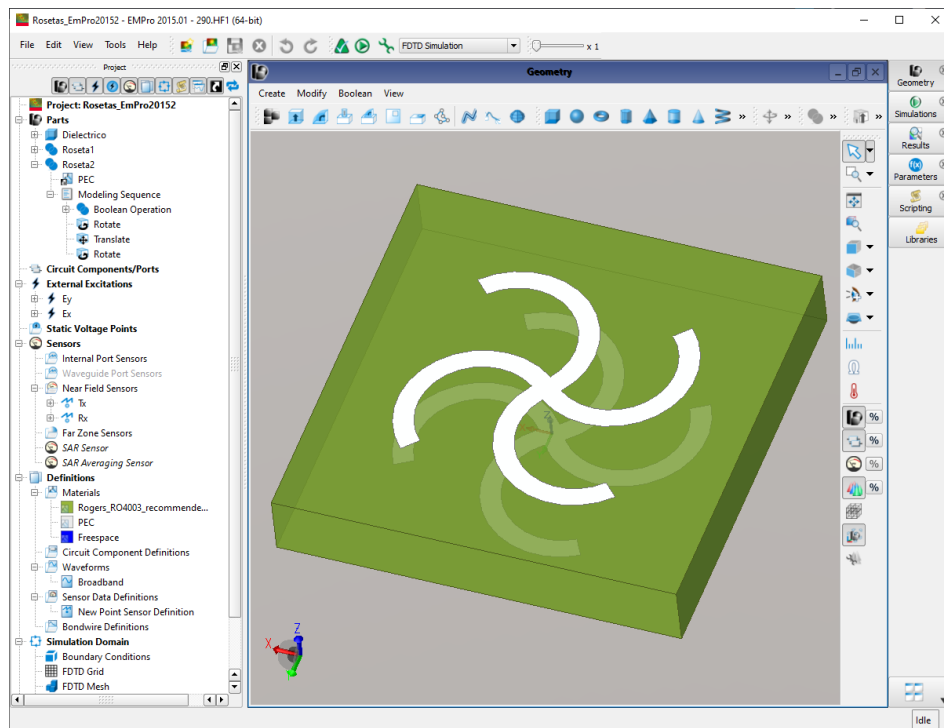 Rosetas_EmPro20152 - EMPro 2015.01 - 290.HF1 (64-bit)
File Edit View Tools Help FDTD Simulation x 1
Project
Project: Rosetas_EmPro20152
Parts
Dielectrico
Roseta1
Roseta2
PEC
Modeling Sequence
Boolean Operation
Rotate
Translate
Rotate
Circuit Components/Ports
External Excitations
Ey
Ex
Static Voltage Points
Sensors
Internal Port Sensors
Waveguide Port Sensors
Near Field Sensors
Tx
Rx
Far Zone Sensors
SAR Sensor
SAR Averaging Sensor
Definitions
Materials
Rogers_RO4003_recommende...
PEC
Freespace
Circuit Component Definitions
Waveforms
Broadband
Sensor Data Definitions
New Point Sensor Definition
Bondwire Definitions
Simulation Domain
Boundary Conditions
FDTD Grid
FDTD Mesh
Geometry
Create Modify Boolean View
» » » »
Z
X
%
%
%
%
Geometry
Simulations
Results
f(x)
Parameters
Scripting
Libraries
Idle